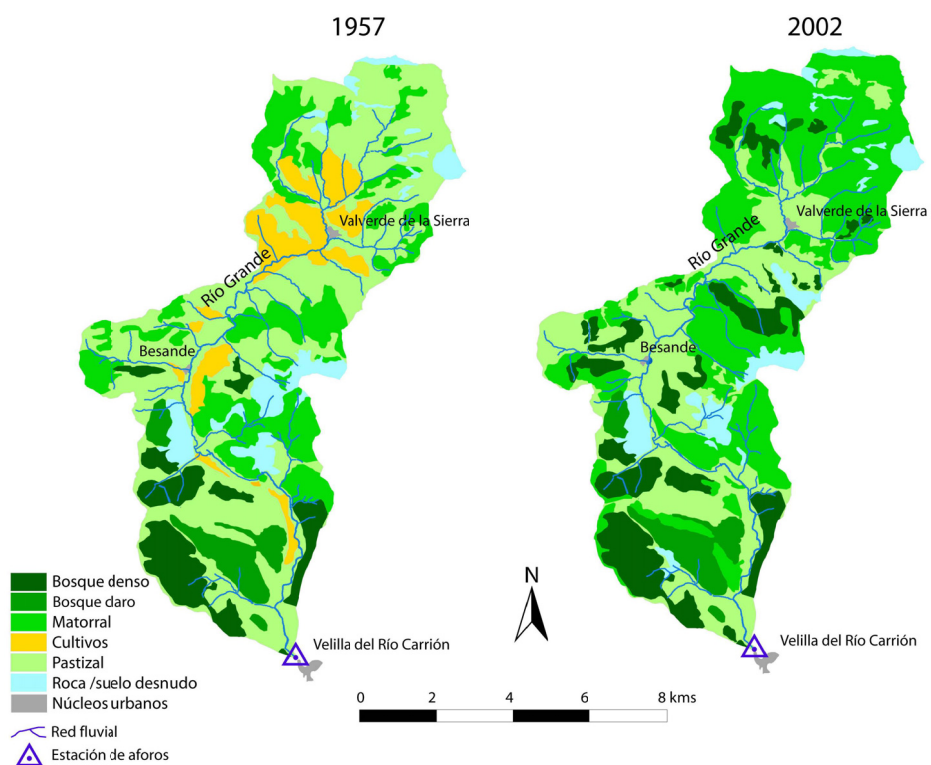 1957
2002
Valverde de la Sierra
Río Grande
Besande
Valverde de la Sierra
Río Grande
Besande
Bosque denso
Bosque daro
Matorral
Cultivos
Pastizal
Roca /suelo desnudo
Núcleos urbanos
Red fluvial
Estación de aforos
N
Velilla del Río Carrión
Velilla del Río Carrión
0 2 4 6 8 kms